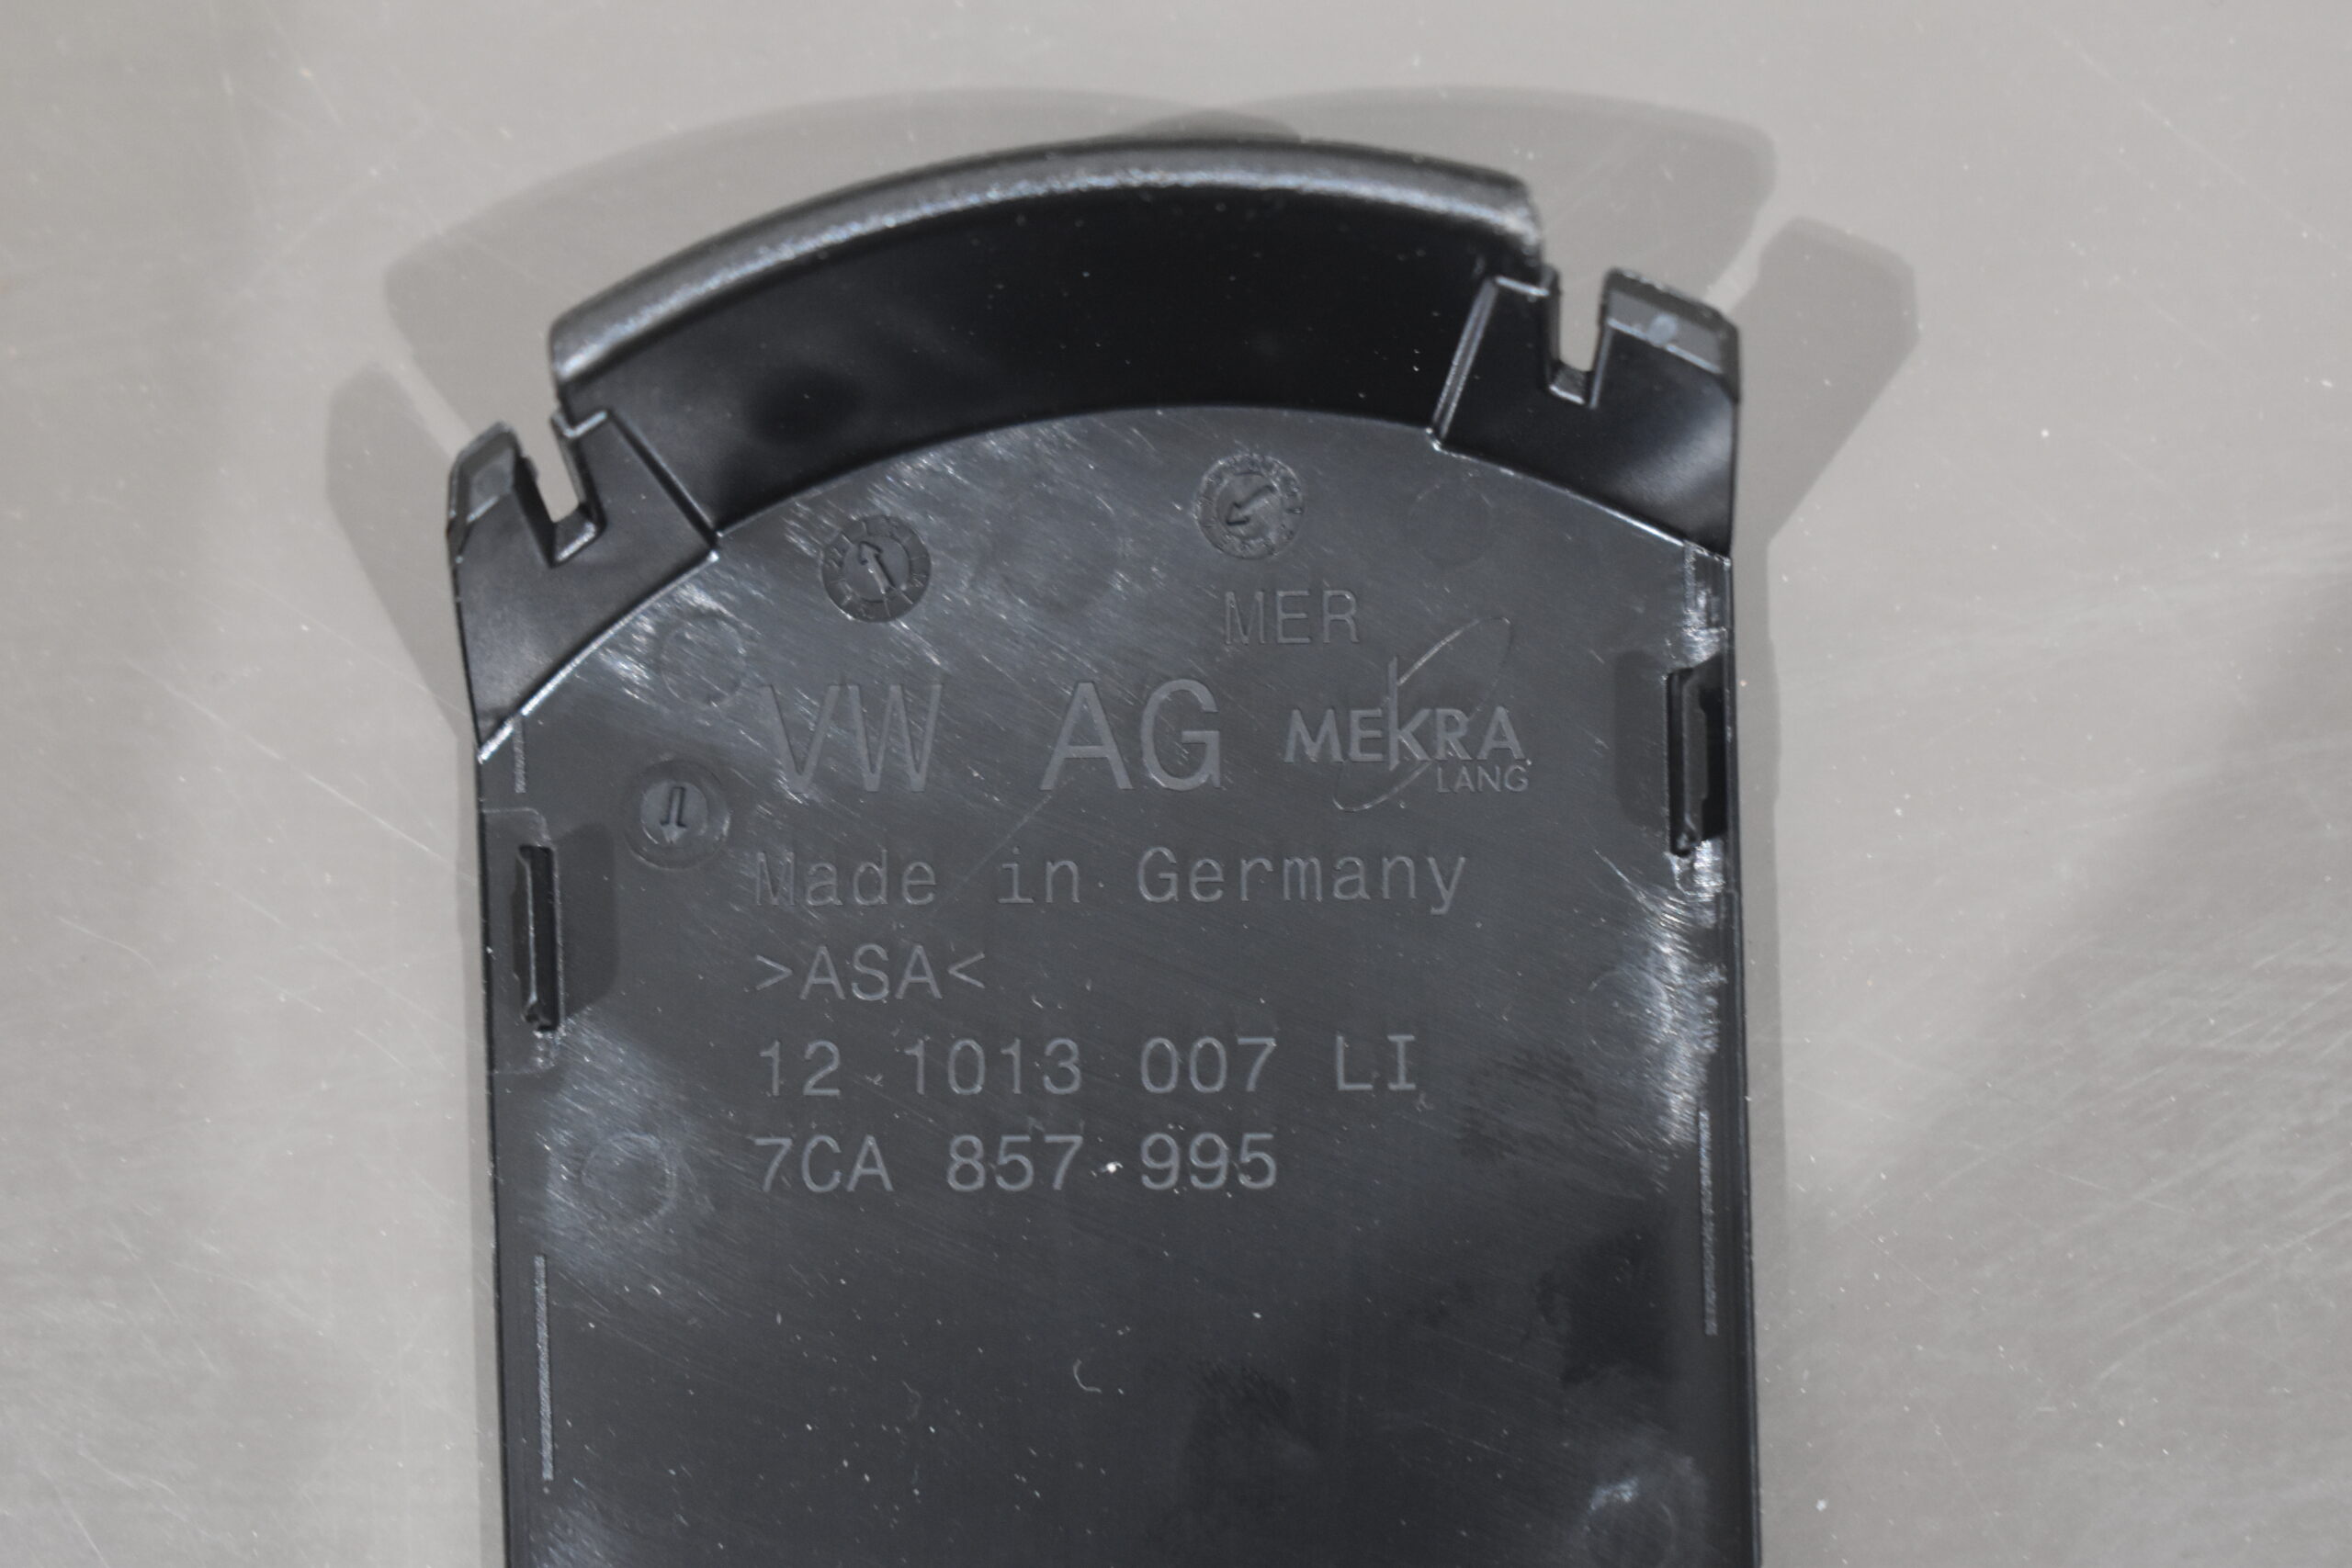 MER
VW AG MEKRA
LANG
Made in Germany
>ASA<
12 1013 007 LI
7CA 857 995